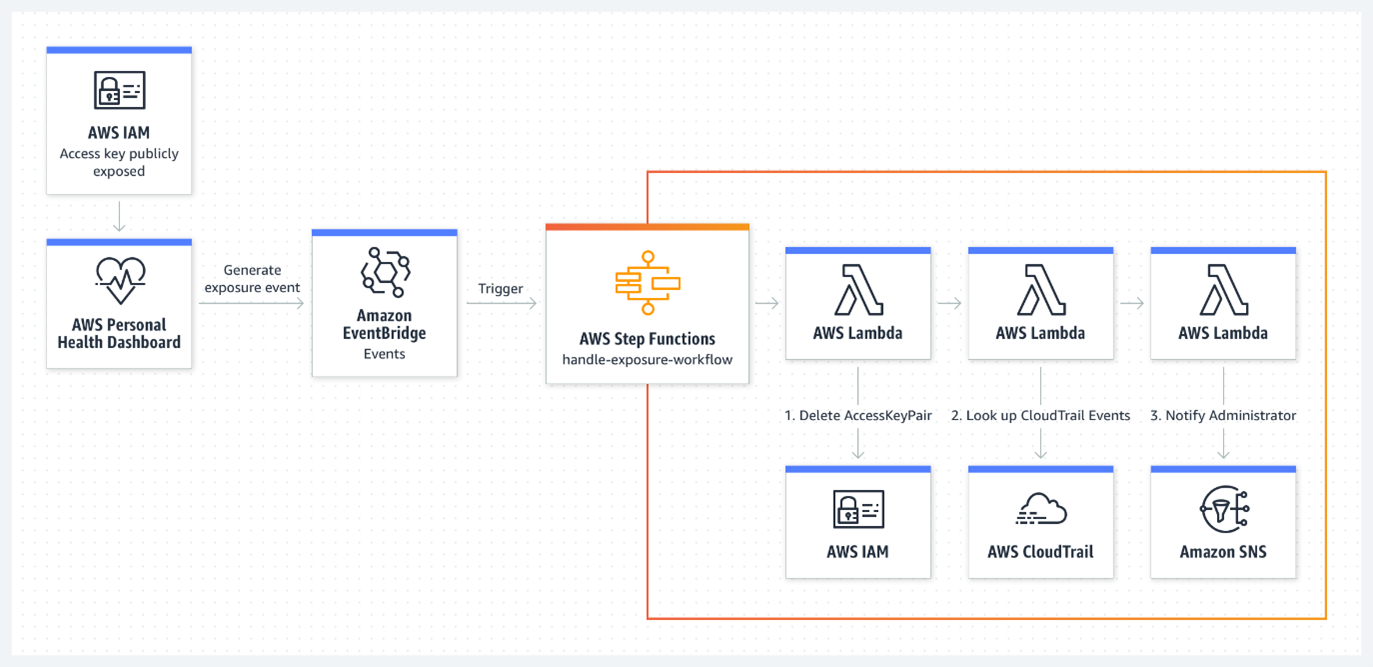 AWS IAM
Access key publicly
exposed
AWS Personal
Health Dashboard
Generate
exposure event
Amazon
EventBridge
Events
Trigger
AWS Step Functions
handle-exposure-workflow
AWS Lambda
AWS Lambda
AWS Lambda
1. Delete AccessKeyPair
2. Look up CloudTrail Events
3. Notify Administrator
AWS IAM
AWS CloudTrail
Amazon SNS